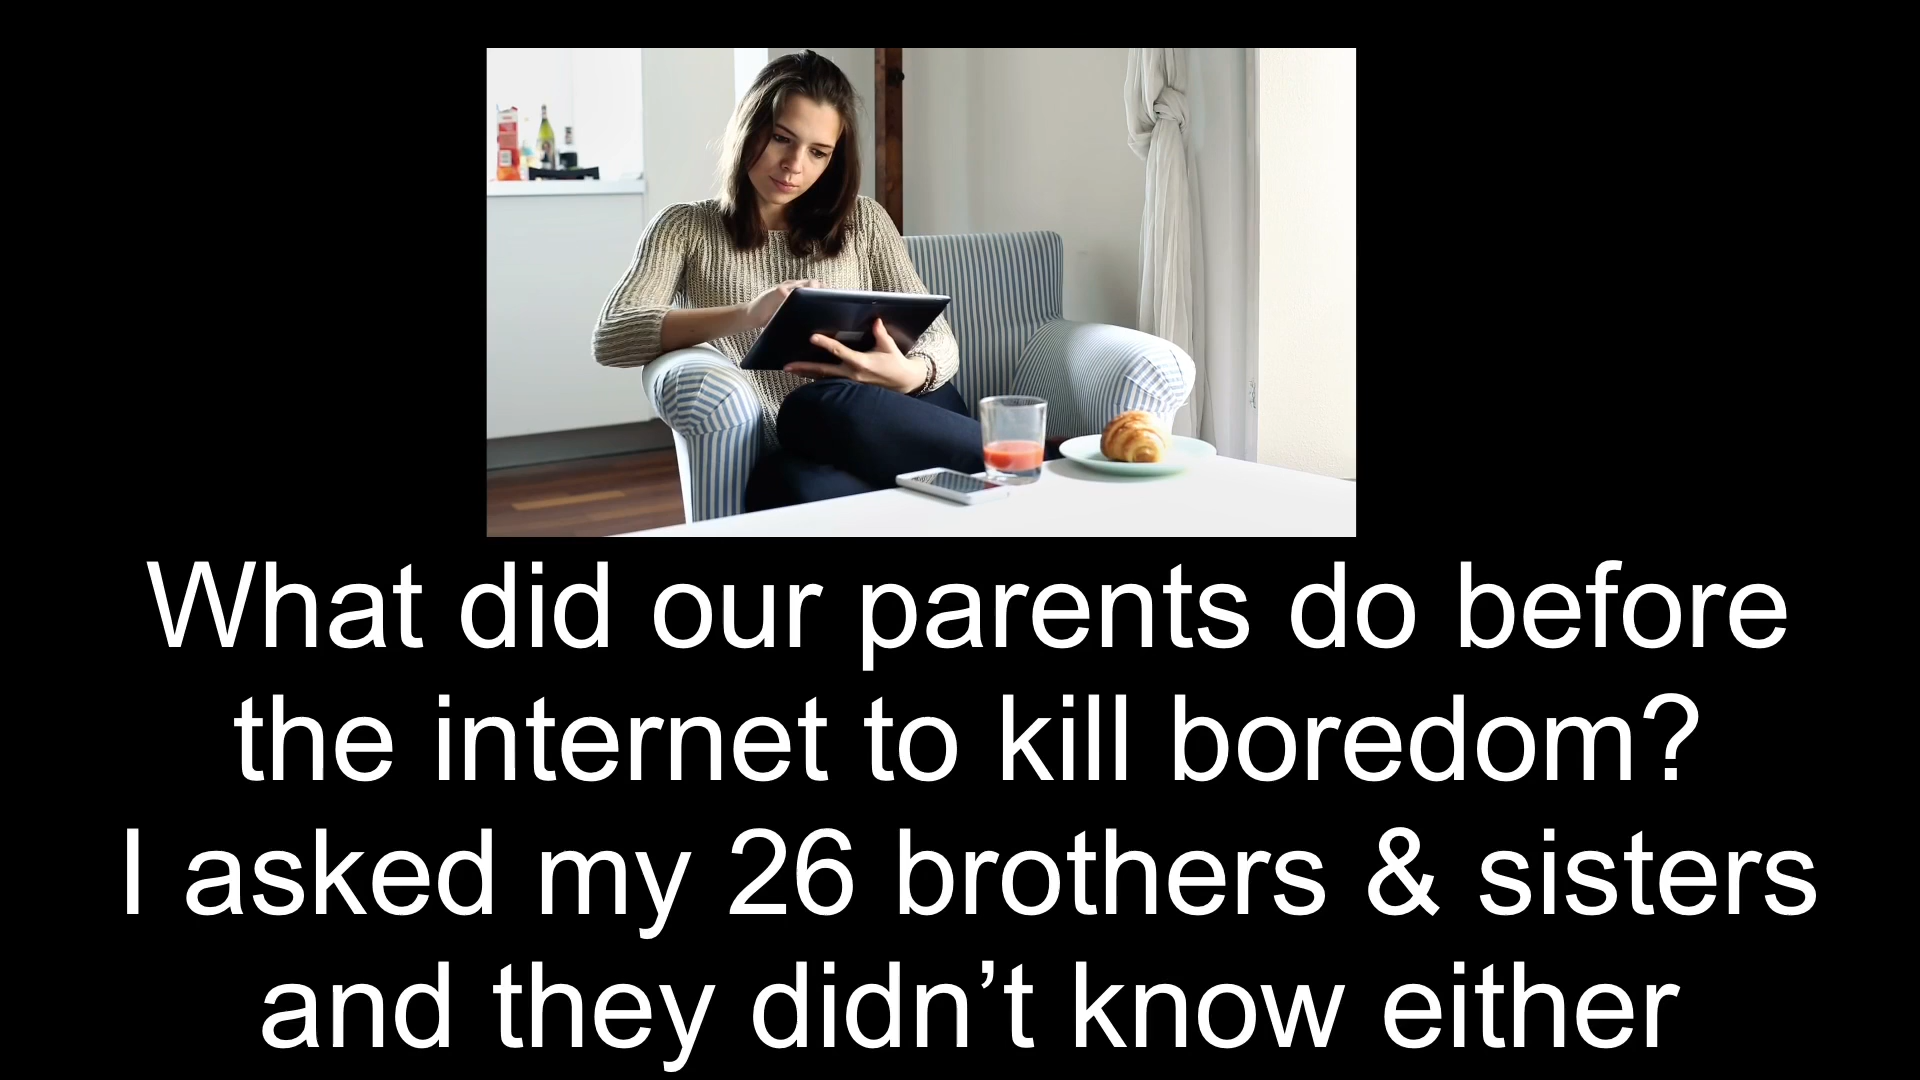 What did our parents do before
the internet to kill boredom?
I asked my 26 brothers & sisters
and they didn’t know either